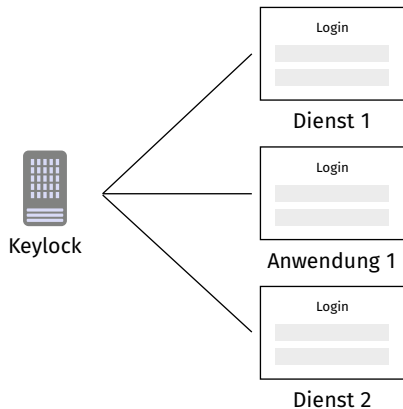 Login
Dienst 1
Login
Keylock
Anwendung 1
Login
Dienst 2